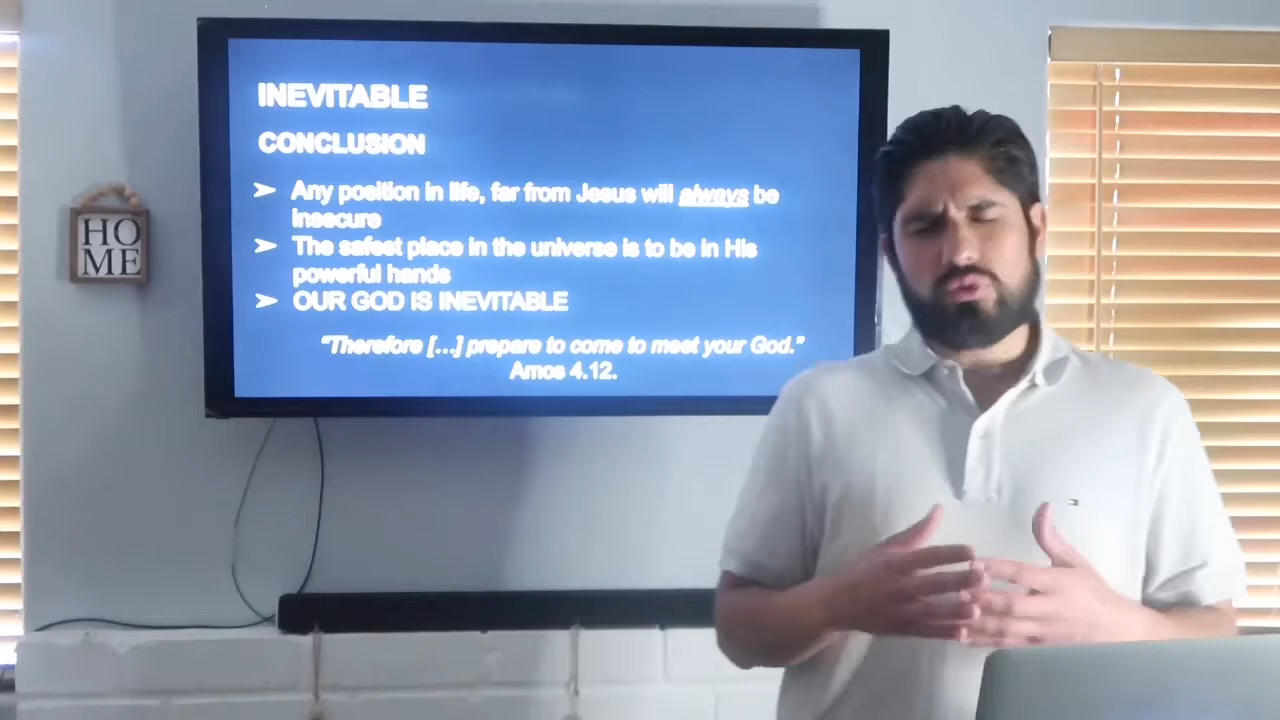 INEVITABLE
CONCLUSION
➢ Any position in life, far from Jesus will always be
insecure
➢ The safest place in the universe is to be in His
powerful hands
➢ OUR GOD IS INEVITABLE
"Therefore [...] prepare to come to meet your God."
Amos 4.12.
HO
ME